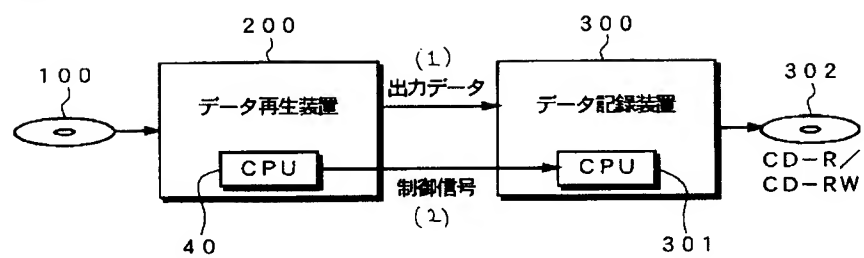 200
300
(1)
100
302
出力データ
データ再生装置
データ記録装置
CPU
CPU
CD-R/
CD-RW
制御信号
(2)
40
301